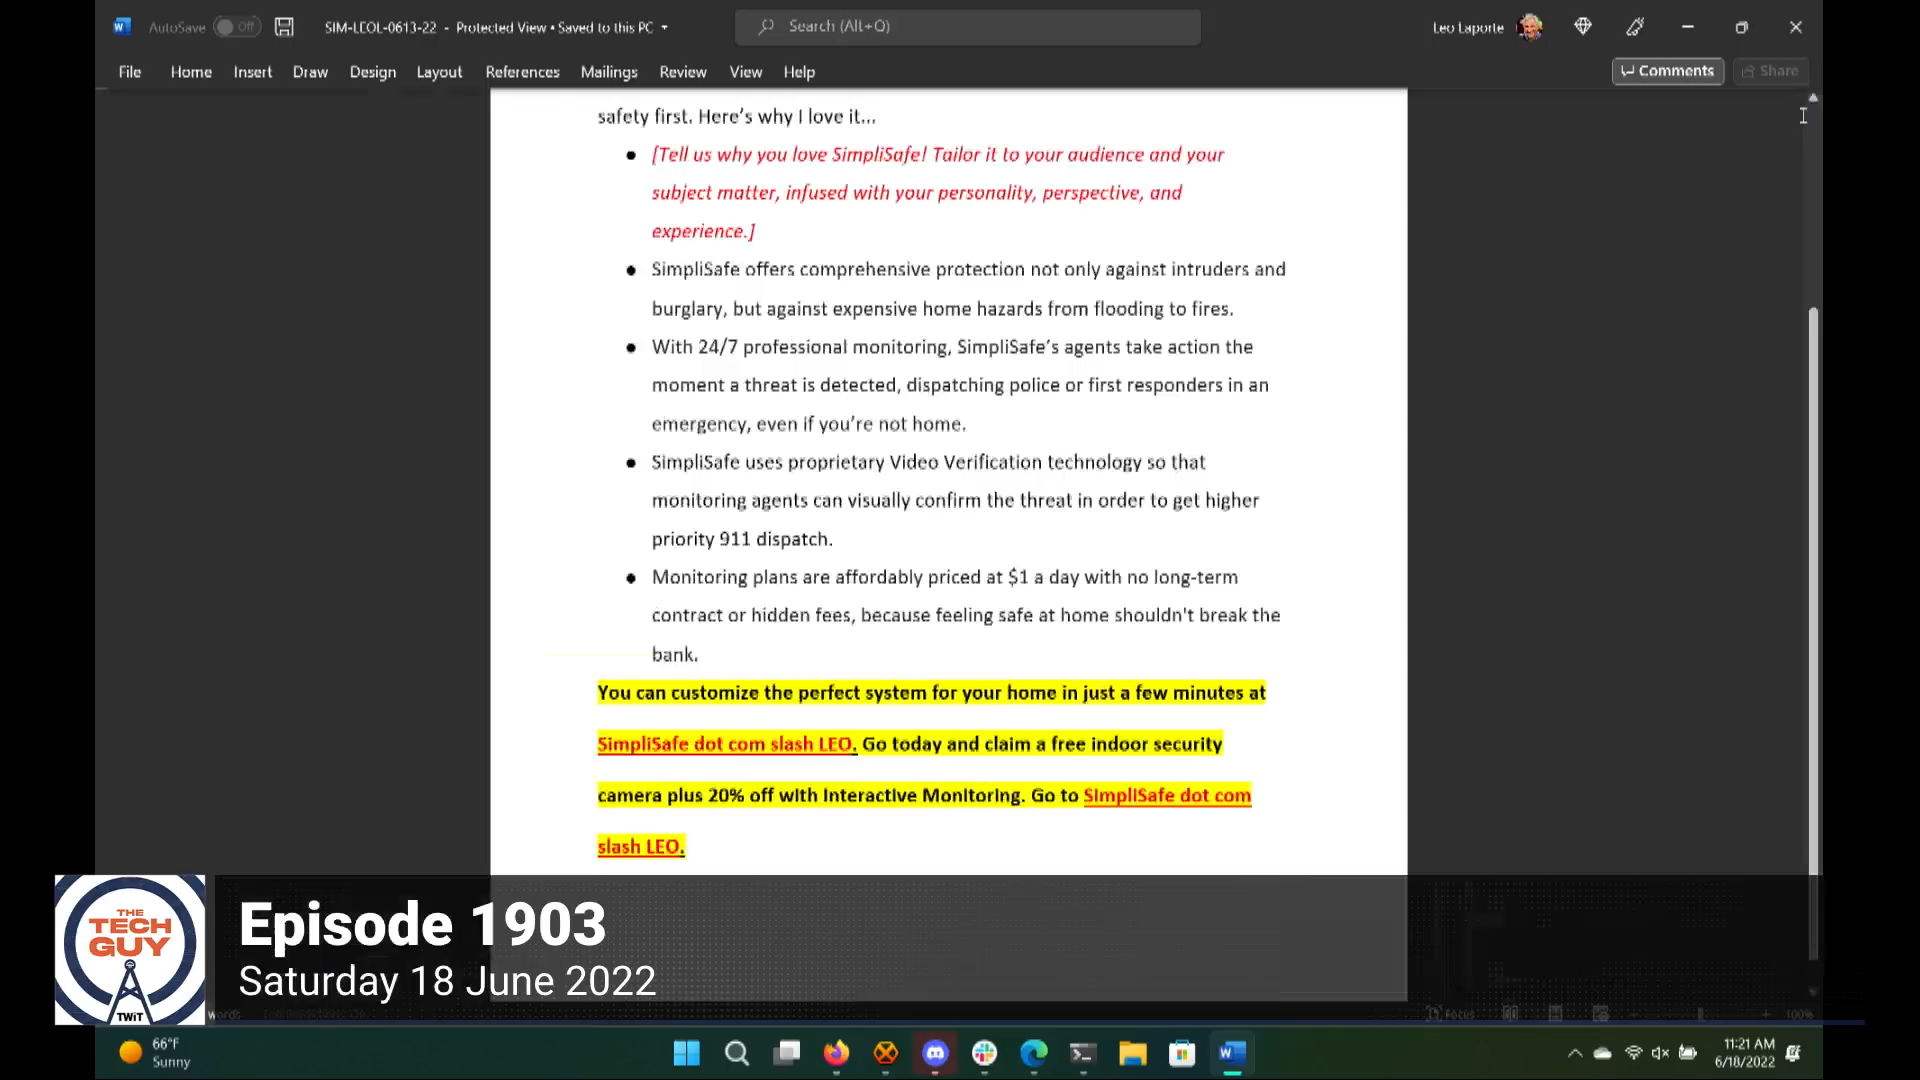 AutoSave Off SIM-LEOL-0613-22 - Protected View • Saved to this PC Search (Alt+Q) Leo Laporte
File Home Insert Draw Design Layout References Mailings Review View Help Comments Share
safety first. Here’s why I love it...
● [Tell us why you love SimpliSafe! Tailor it to your audience and your
subject matter, infused with your personality, perspective, and
experience.]
● SimpliSafe offers comprehensive protection not only against intruders and
burglary, but against expensive home hazards from flooding to fires.
● With 24/7 professional monitoring, SimpliSafe’s agents take action the
moment a threat is detected, dispatching police or first responders in an
emergency, even if you’re not home.
● SimpliSafe uses proprietary Video Verification technology so that
monitoring agents can visually confirm the threat in order to get higher
priority 911 dispatch.
● Monitoring plans are affordably priced at $1 a day with no long-term
contract or hidden fees, because feeling safe at home shouldn't break the
bank.
You can customize the perfect system for your home in just a few minutes at
SimpliSafe dot com slash LEO. Go today and claim a free indoor security
camera plus 20% off with Interactive Monitoring. Go to SimpliSafe dot com
slash LEO.
THE
TECH
GUY
TWiT
Episode 1903
Saturday 18 June 2022
words Focus 100%
66°F
Sunny
11:21 AM
6/18/2022